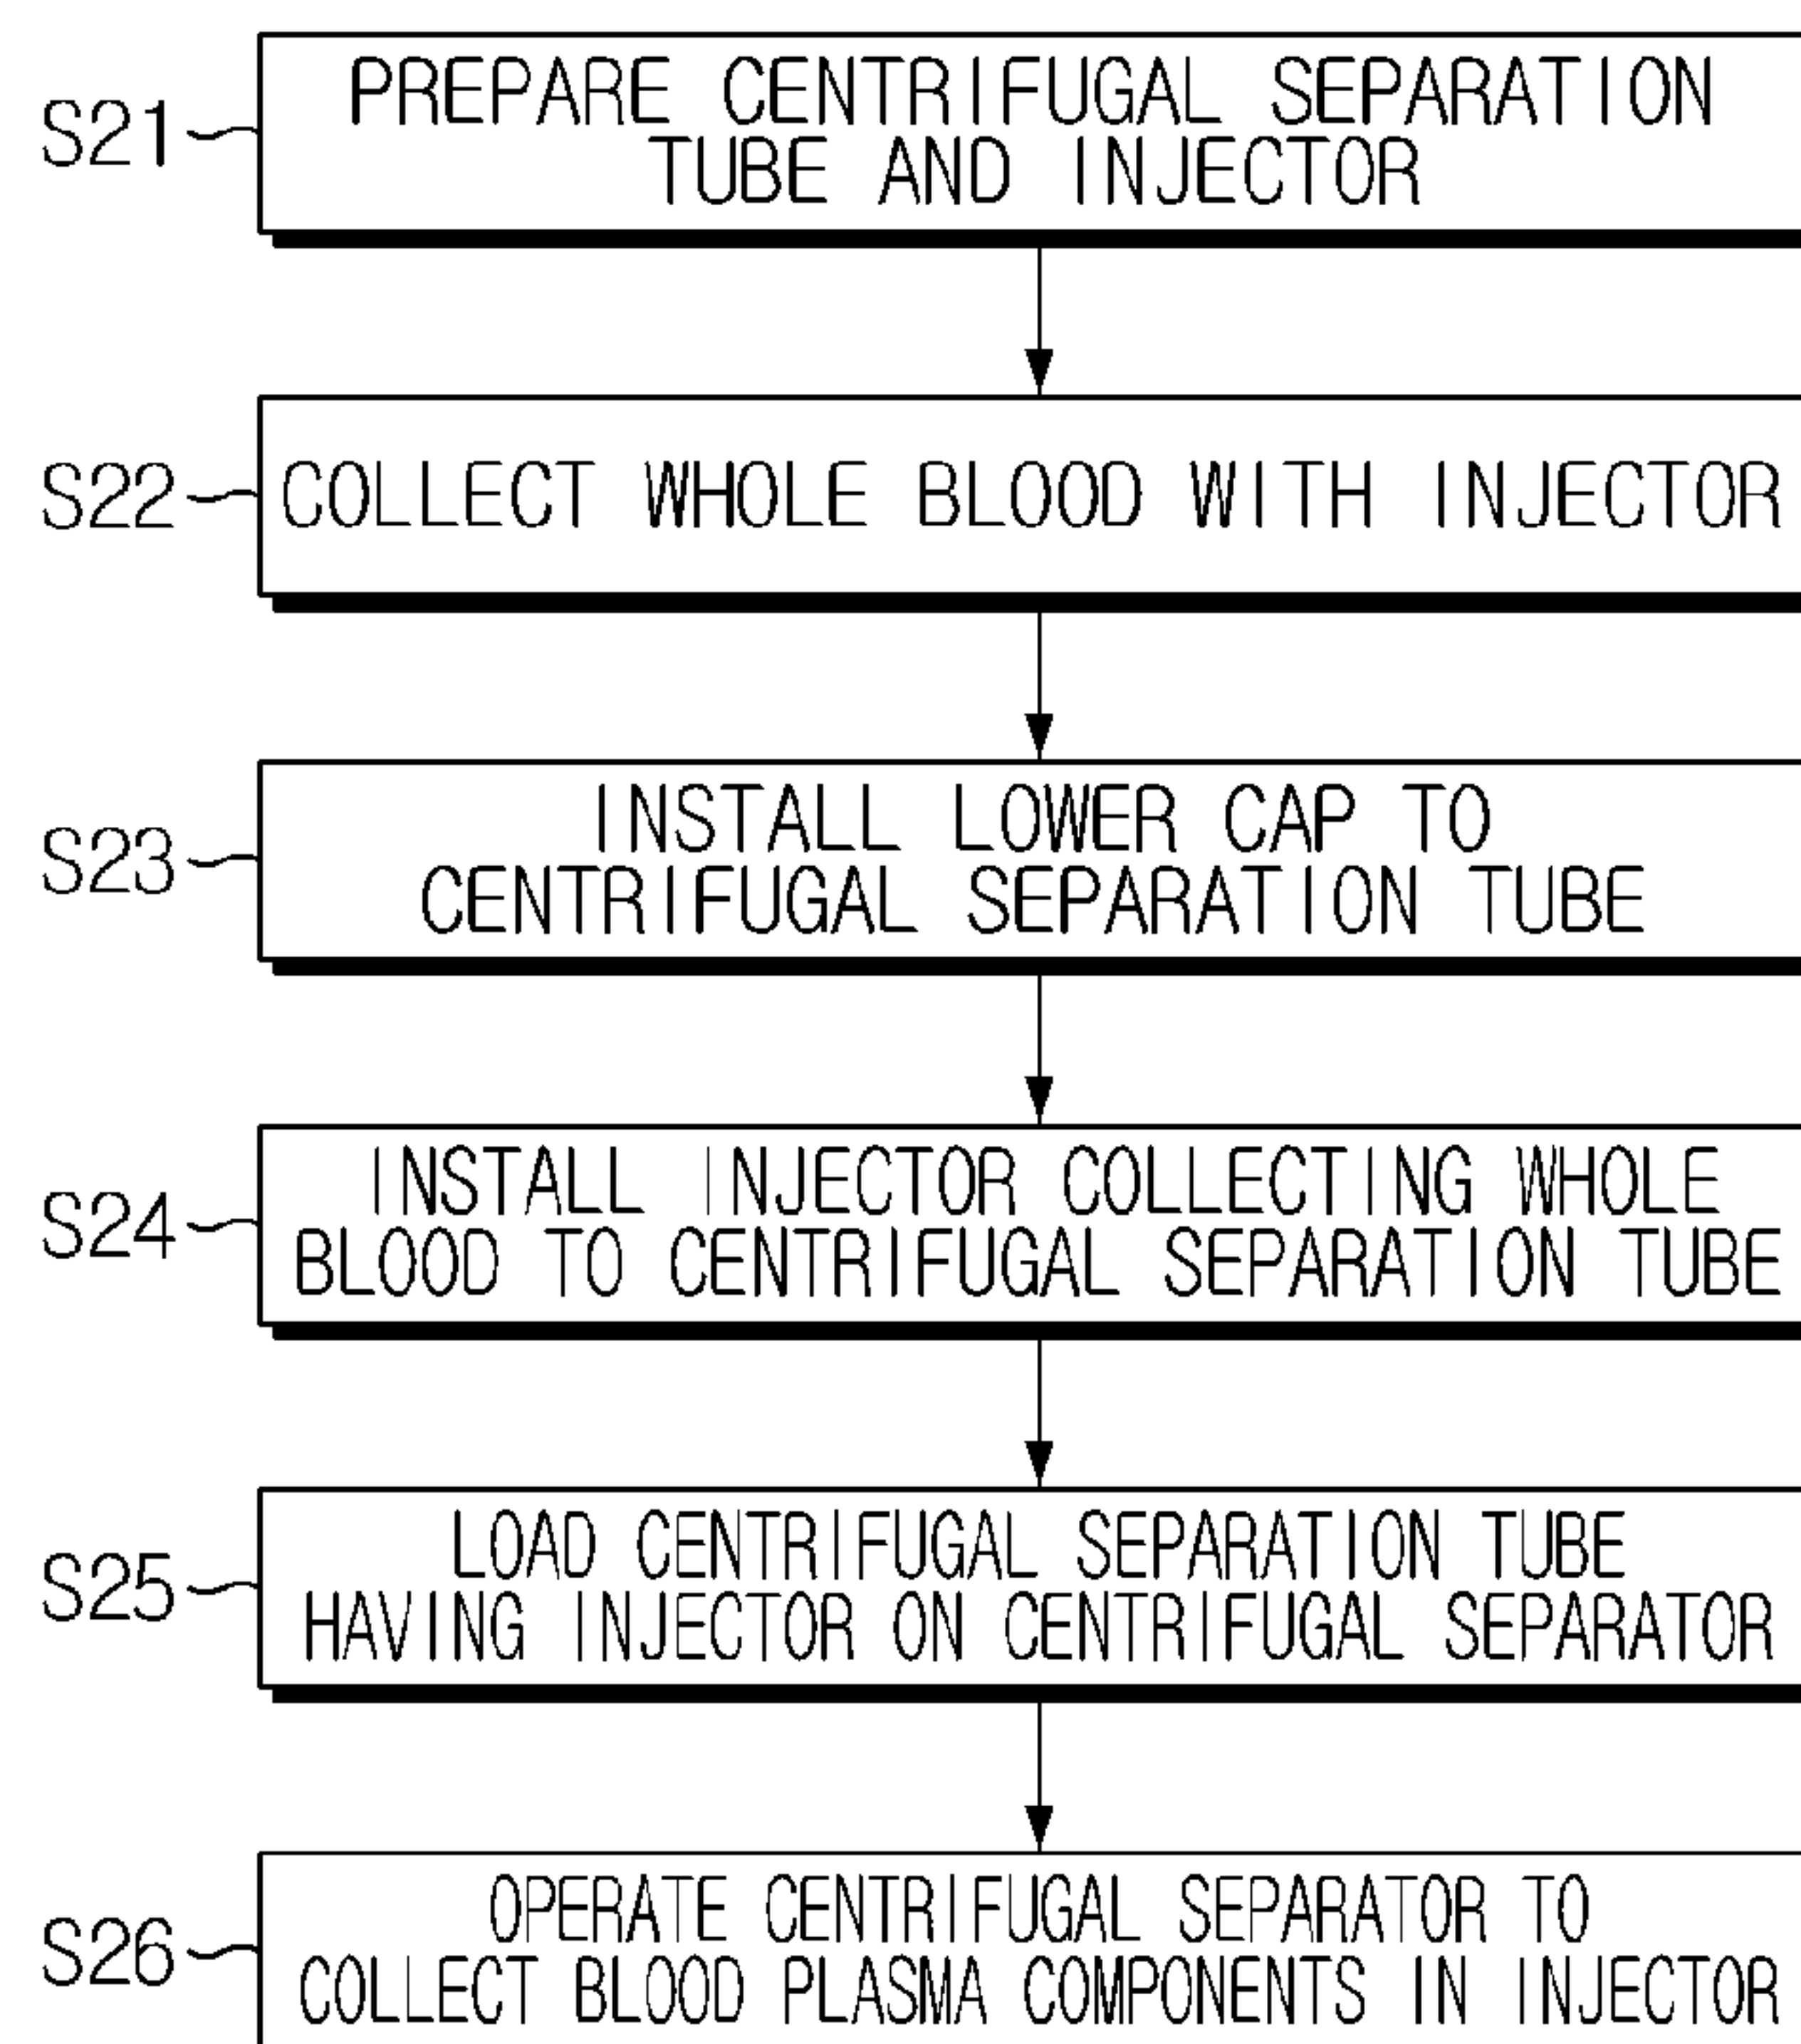 S21
PREPARE CENTRIFUGAL SEPARATION
TUBE AND INJECTOR
S22
COLLECT WHOLE BLOOD WITH INJECTOR
S23
INSTALL LOWER CAP TO
CENTRIFUGAL SEPARATION TUBE
S24
INSTALL INJECTOR COLLECTING WHOLE
BLOOD TO CENTRIFUGAL SEPARATION TUBE
S25
LOAD CENTRIFUGAL SEPARATION TUBE
HAVING INJECTOR ON CENTRIFUGAL SEPARATOR
S26
OPERATE CENTRIFUGAL SEPARATOR TO
COLLECT BLOOD PLASMA COMPONENTS IN INJECTOR